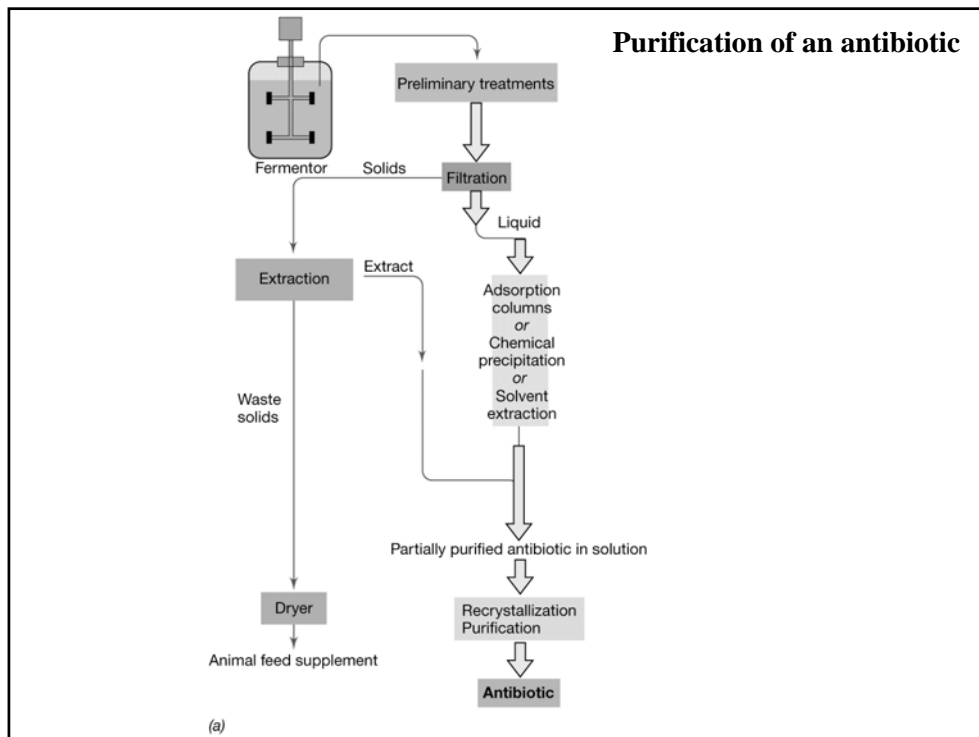 Purification of an antibiotic
Preliminary treatments
Fermentor
Solids
Filtration
Liquid
Extraction
Extract
Adsorption
columns
or
Chemical
precipitation
or
Solvent
extraction
Waste
solids
Partially purified antibiotic in solution
Dryer
Recrystallization
Purification
Animal feed supplement
Antibiotic
(a)